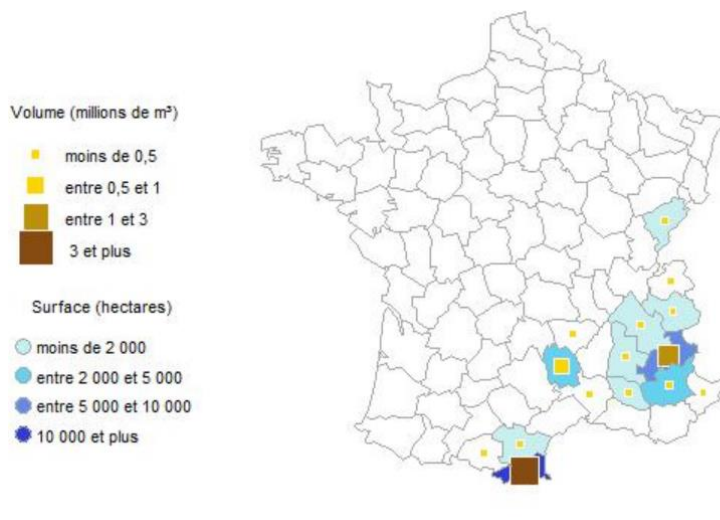 Volume (millions de m³)
moins de 0,5
entre 0,5 et 1
entre 1 et 3
3 et plus
Surface (hectares)
moins de 2 000
entre 2 000 et 5 000
entre 5 000 et 10 000
10 000 et plus